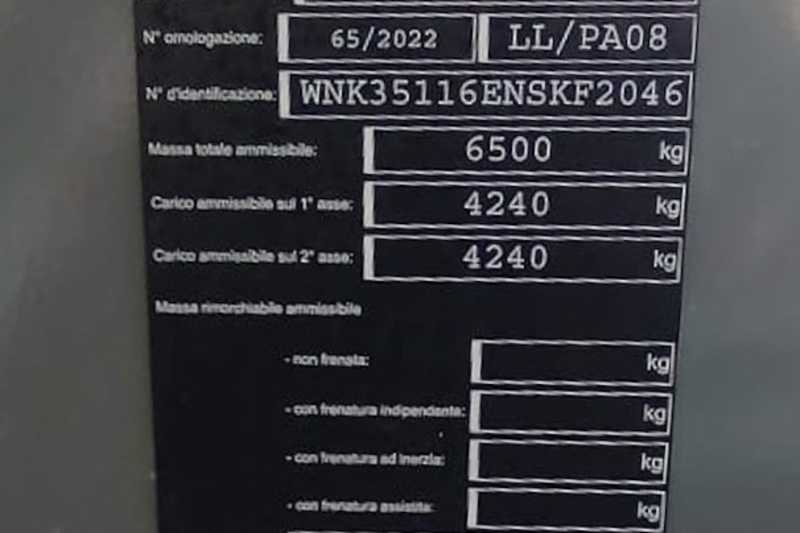 N° omologazione: 65/2022 LL/PA08
N° d'identificazione: WNK35116ENSKF2046
Massa totale ammissibile: 6500 kg
Carico ammissibile sul 1° asse: 4240 kg
Carico ammissibile sul 2° asse: 4240 kg
Massa rimorchiabile ammissibile
- non frenata: kg
- con frenatura indipendente: kg
- con frenatura ad inerzia: kg
- con frenatura assistita: kg